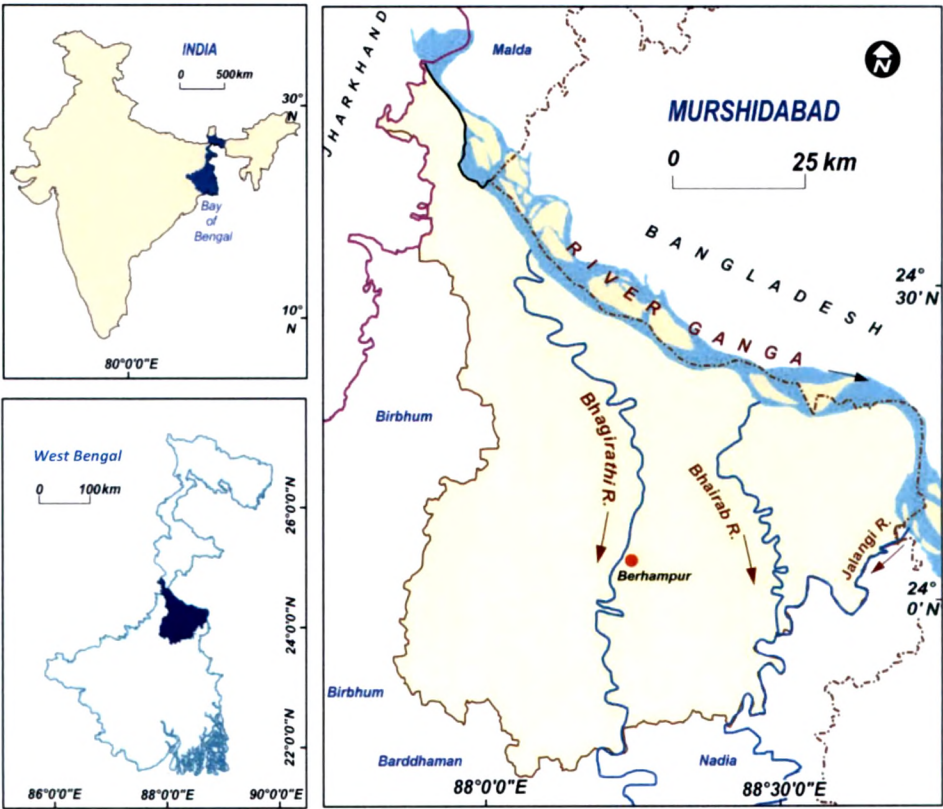 INDIA
0 500km
30°
N
Bay
of
Bengal
10°
N
80°0'0"E
West Bengal
0 100km
26°0'0"N
24°0'0"N
22°0'0"N
86°0'0"E 88°0'0"E 90°0'0"E
JHARKHAND
Malda
N
MURSHIDABAD
0 25 km
BANGLADESH
RIVER GANGA
24°
30'N
Birbhum
Bhagirathi R.
Bhairab R.
Jalangi R.
Berhampur
24°
0'N
Birbhum
Barddhaman
Nadia
88°0'0"E 88°30'0"E